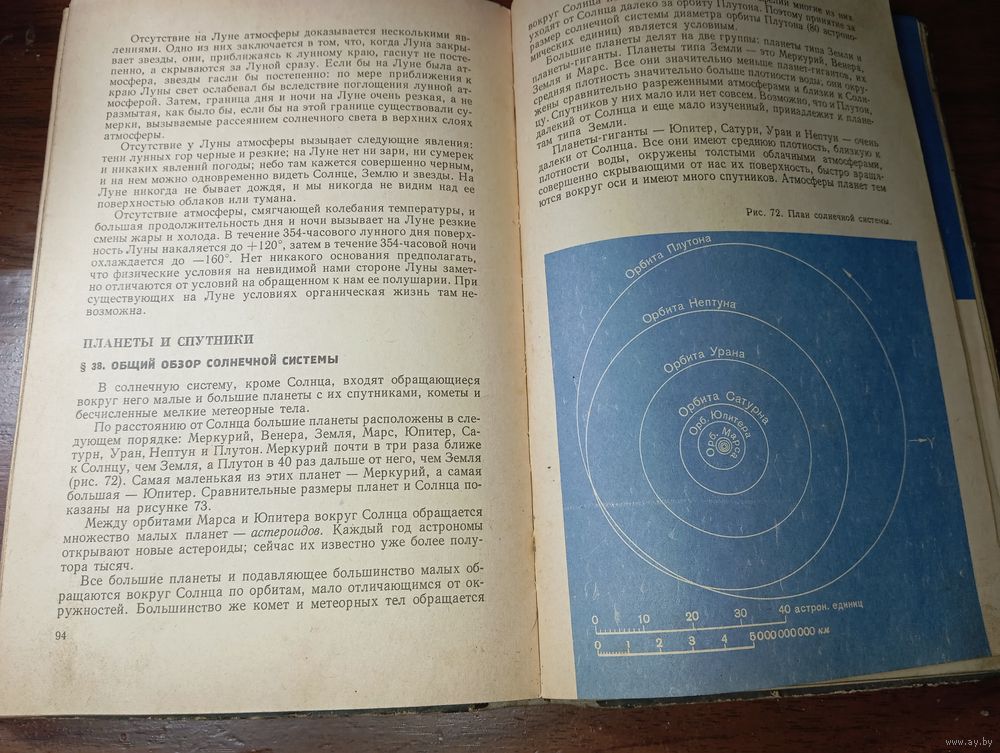 Отсутствие на Луне атмосферы доказывается несколькими яв-
лениями. Одно из них заключается в том, что, когда Луна закры-
вает звезды, они, приближаясь к лунному краю, гаснут не посте-
пенно, а скрываются за Луной сразу. Если бы на Луне была ат-
мосфера, звезды гасли бы постепенно: по мере приближения к
краю Луны свет ослабевал бы вследствие поглощения лунной ат-
мосферой. Затем, граница дня и ночи на Луне очень резкая, а не
размытая, как было бы, если бы на этой границе существовали су-
мерки, вызываемые рассеянием солнечного света в верхних слоях
атмосферы.
Отсутствие у Луны атмосферы вызывает следующие явления:
тени лунных гор черные и резкие; на Луне нет ни зари, ни сумерек
и никаких явлений погоды; небо там кажется совершенно черным,
и на нем можно одновременно видеть Солнце, Землю и звезды. На
Луне никогда не бывает дождя, и мы никогда не видим над ее
поверхностью облаков или тумана.
Отсутствие атмосферы, смягчающей колебания температуры, и
большая продолжительность дня и ночи вызывает на Луне резкие
смены жары и холода. В течение 354-часового лунного дня поверх-
ность Луны накаляется до +120°, затем в течение 354-часовой ночи
охлаждается до —160°. Нет никакого основания предполагать,
что физические условия на невидимой нами стороне Луны замет-
но отличаются от условий на обращенном к нам ее полушарии. При
существующих на Луне условиях органическая жизнь там не-
возможна.
ПЛАНЕТЫ И СПУТНИКИ
§ 38. ОБЩИЙ ОБЗОР СОЛНЕЧНОЙ СИСТЕМЫ
В солнечную систему, кроме Солнца, входят обращающиеся
вокруг него малые и большие планеты с их спутниками, кометы и
бесчисленные мелкие метеорные тела.
По расстоянию от Солнца большие планеты расположены в сле-
дующем порядке: Меркурий, Венера, Земля, Марс, Юпитер, Са-
турн, Уран, Нептун и Плутон. Меркурий почти в три раза ближе
к Солнцу, чем Земля, а Плутон в 40 раз дальше от него, чем Земля
(рис. 72). Самая маленькая из этих планет — Меркурий, а самая
большая — Юпитер. Сравнительные размеры планет и Солнца по-
казаны на рисунке 73.
Между орбитами Марса и Юпитера вокруг Солнца обращается
множество малых планет — астероидов. Каждый год астрономы
открывают новые астероиды; сейчас их известно уже более полу-
тора тысяч.
Все большие планеты и подавляющее большинство малых об-
ращаются вокруг Солнца по орбитам, мало отличающимся от ок-
ружностей. Большинство же комет и метеорных тел обращается
94
вокруг Солнца многие из них
уходят от Солнца далеко за орбиту Плутона. Поэтому принятие за
размер солнечной системы диаметра орбиты Плутона (80 астроно-
мических единиц) является условным.
Большие планеты делят на две группы: планеты типа Земли и
планеты-гиганты. Планеты типа Земли — это Меркурий, Венера,
Земля и Марс. Все они значительно меньше планет-гигантов, их
средняя плотность значительно больше плотности воды; они окру-
жены сравнительно разреженными атмосферами и близки к Солн-
цу. Спутников у них мало или нет совсем. Возможно, что и Плутон,
далекий от Солнца и еще мало изученный, принадлежит к плане-
там типа Земли.
Планеты-гиганты — Юпитер, Сатурн, Уран и Нептун — очень
далеки от Солнца. Все они имеют среднюю плотность, близкую к
плотности воды, окружены толстыми облачными атмосферами,
совершенно скрывающими от нас их поверхность, быстро враща-
ются вокруг оси и имеют много спутников. Атмосферы планет тем
Рис. 72. План солнечной системы.
Орбита Плутона
Орбита Нептуна
Орбита Урана
Орбита Сатурна
Орб. Юпитера
Орб. Марса
♈
0 10 20 30 40 астрон. единиц
0 1 2 3 4 5000000000 км
www.ay.by